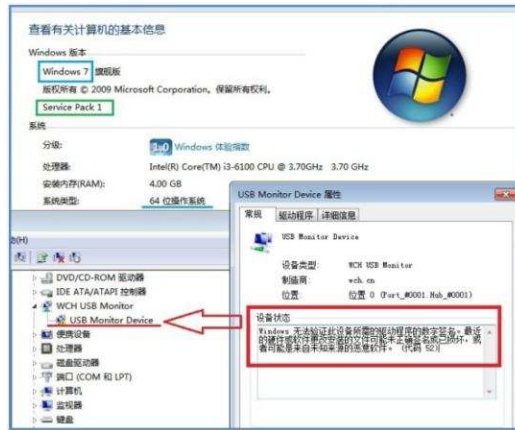 查看有关计算机的基本信息
Windows 版本
Windows 7 旗舰版
版权所有 © 2009 Microsoft Corporation。保留所有权利。
Service Pack 1
系统
分级:
1.0 Windows 体验指数
处理器:
Intel(R) Core(TM) i3-6100 CPU @ 3.70GHz 3.70 GHz
安装内存(RAM):
4.00 GB
系统类型:
64 位操作系统
(H)
DVD/CD-ROM 驱动器
IDE ATA/ATAPI 控制器
WCH USB Monitor
USB Monitor Device
便携设备
处理器
磁盘驱动器
端口 (COM 和 LPT)
计算机
监视器
键盘
USB Monitor Device 属性
常规 驱动程序 详细信息
USB Monitor Device
设备类型: WCH USB Monitor
制造商: wch.cn
位置: 位置 0 (Port_#0001.Hub_#0001)
设备状态
Windows 无法验证此设备所需的驱动程序的数字签名。最近
的硬件或软件更改安装的文件可能未正确签名或已损坏，或
者可能是来自未知来源的恶意软件。 (代码 52)